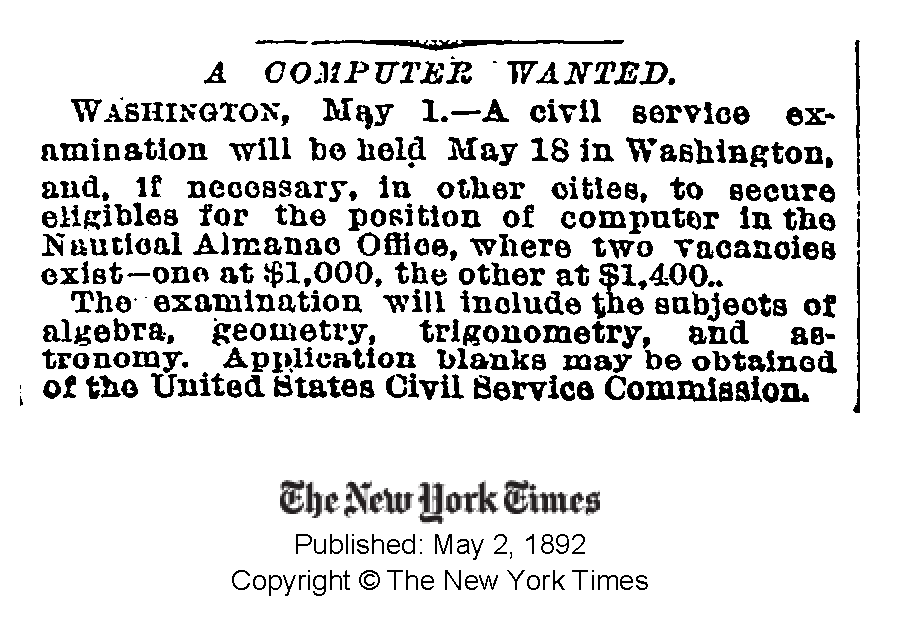 A COMPUTER WANTED.
WASHINGTON, May 1.—A civil service ex-
amination will be held May 18 in Washington,
and, if necessary, in other cities, to secure
eligibles for the position of computer in the
Nautical Almanac Office, where two vacancies
exist—one at $1,000, the other at $1,400..
The examination will include the subjects of
algebra, geometry, trigonometry, and as-
tronomy. Application blanks may be obtained
of the United States Civil Service Commission.
The New York Times
Published: May 2, 1892
Copyright © The New York Times